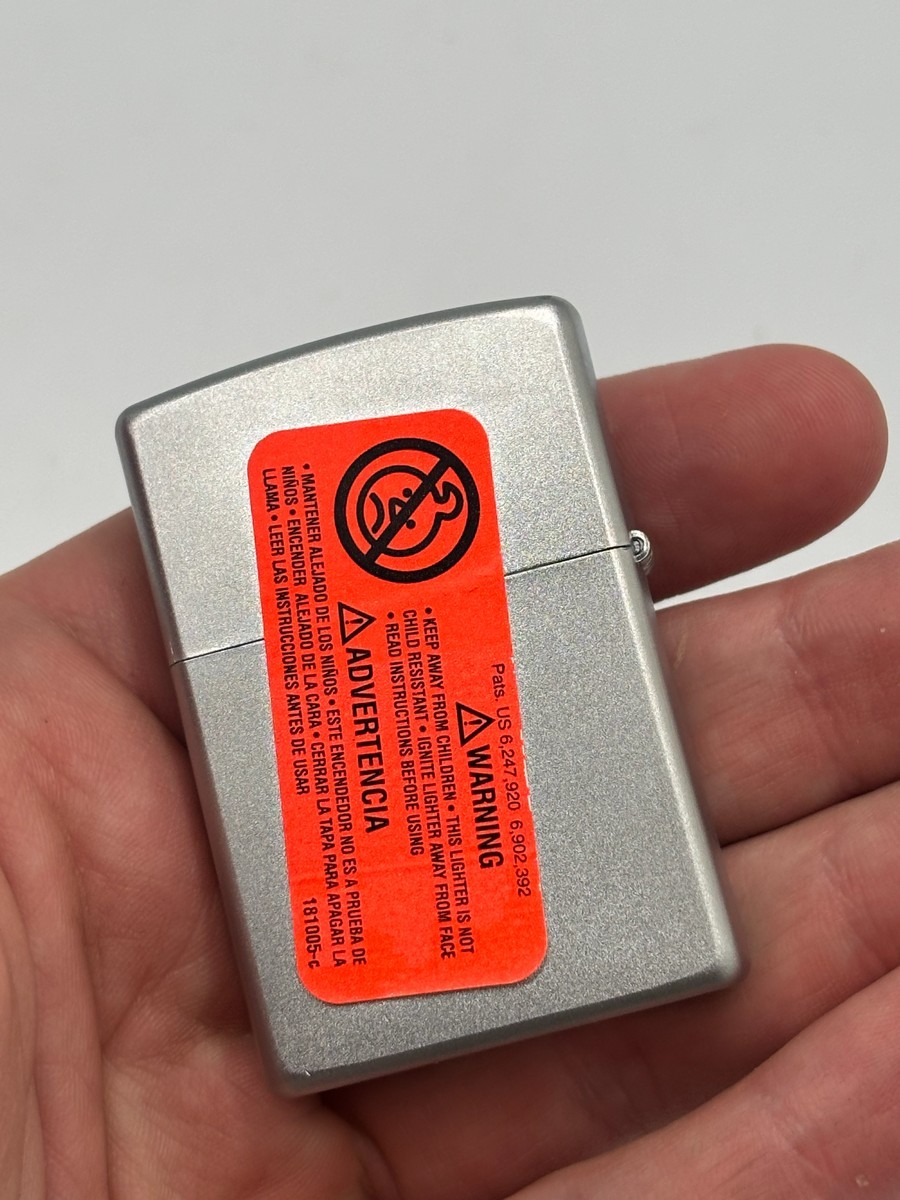 Pats. US 6,247,920 6,902,392
⚠WARNING
• KEEP AWAY FROM CHILDREN • THIS LIGHTER IS NOT
CHILD RESISTANT • IGNITE LIGHTER AWAY FROM FACE
• READ INSTRUCTIONS BEFORE USING
⚠ADVERTENCIA
• MANTENER ALEJADO DE LOS NIÑOS • ESTE ENCENDEDOR NO ES A PRUEBA DE
NIÑOS • ENCENDER ALEJADO DE LA CARA • CERRAR LA TAPA PARA APAGAR LA
LLAMA • LEER LAS INSTRUCCIONES ANTES DE USAR
181005-c